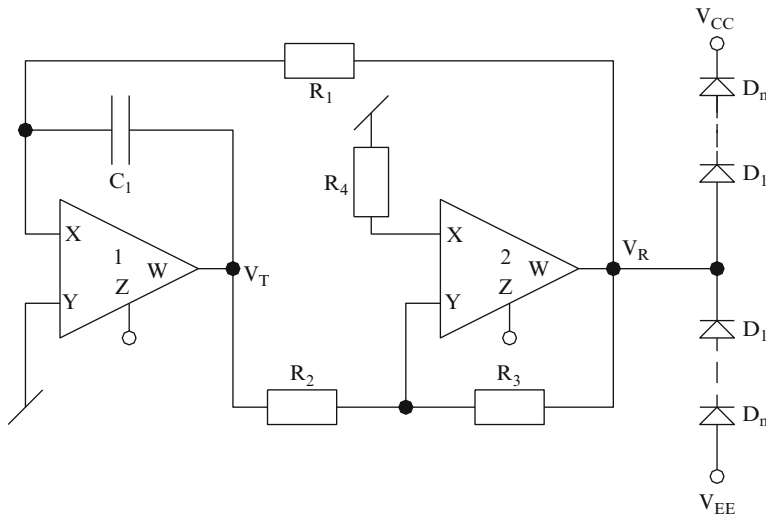 V_CC
D_n
R_1
C_1
R_4
D_1
X
1
W
Z
Y
V_T
X
2
W
Z
Y
V_R
R_2
R_3
D_1
D_n
V_EE